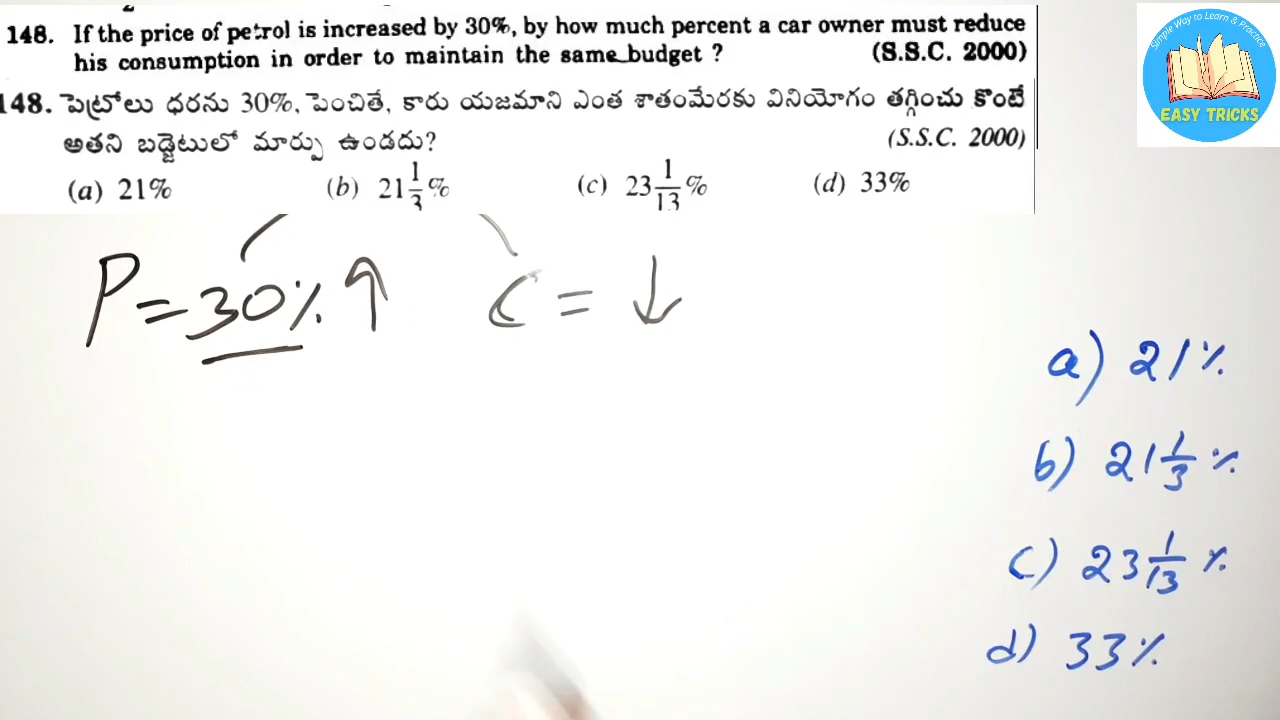 148. If the price of petrol is increased by 30%, by how much percent a car owner must reduce
his consumption in order to maintain the same budget ? (S.S.C. 2000)
148. పెట్రోలు ధరను 30%, పెంచితే, కారు యజమాని ఎంత శాతంమేరకు వినియోగం తగ్గించు కొంటే
అతని బడ్జెటులో మార్పు ఉండదు? (S.S.C. 2000)
(a) 21% (b) 21 1/3 % (c) 23 1/13 % (d) 33%
Simple Way to Learn & Practice
EASY TRICKS
P = 30% ↑ C = ↓
a) 21%
b) 21 1/3 %
c) 23 1/13 %
d) 33%